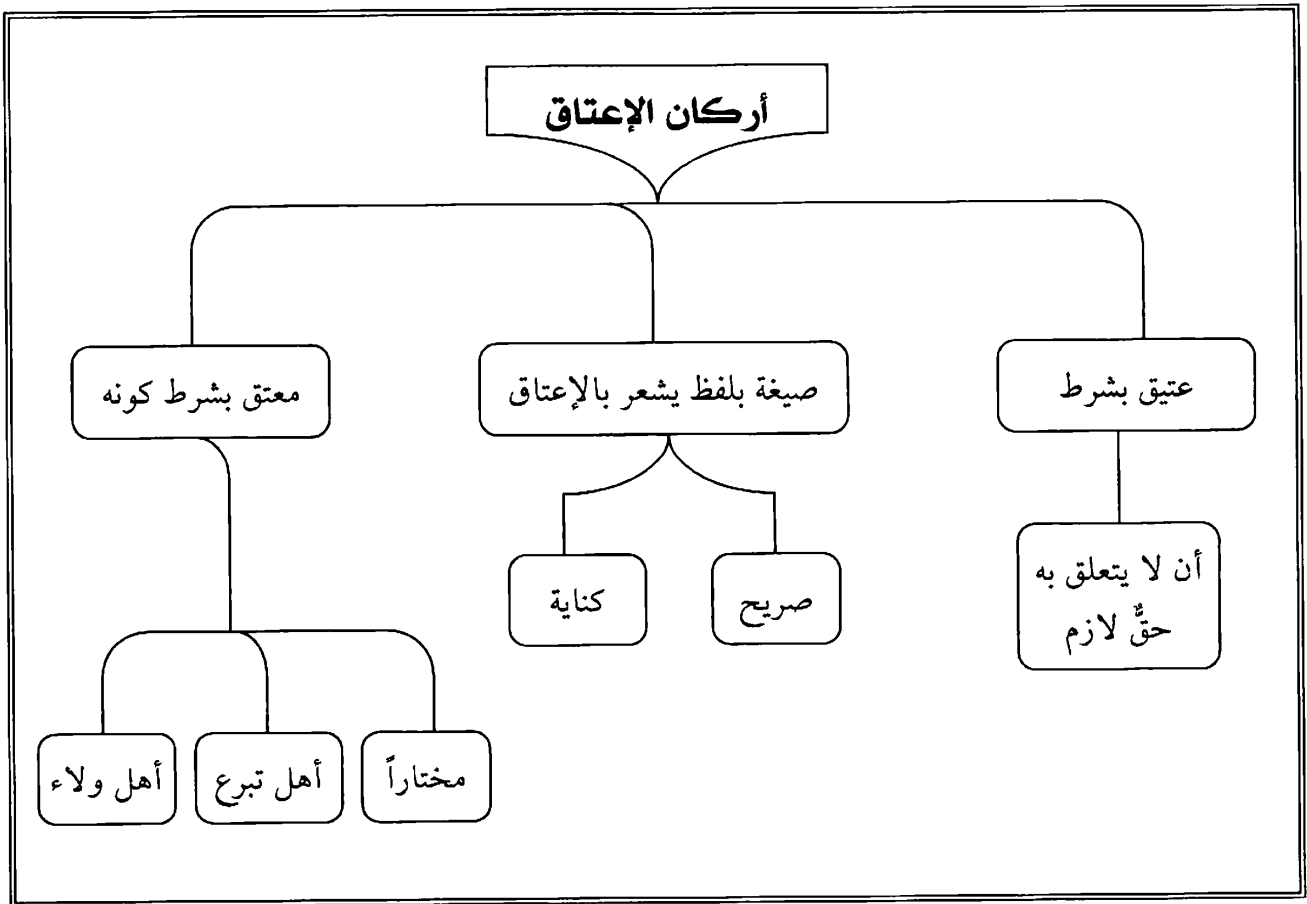 أركان الإعتاق
عتيق بشرط
صيغة بلفظ يشعر بالإعتاق
معتق بشرط كونه
أن لا يتعلق به
حقٌّ لازم
صريح
كناية
مختاراً
أهل تبرع
أهل ولاء